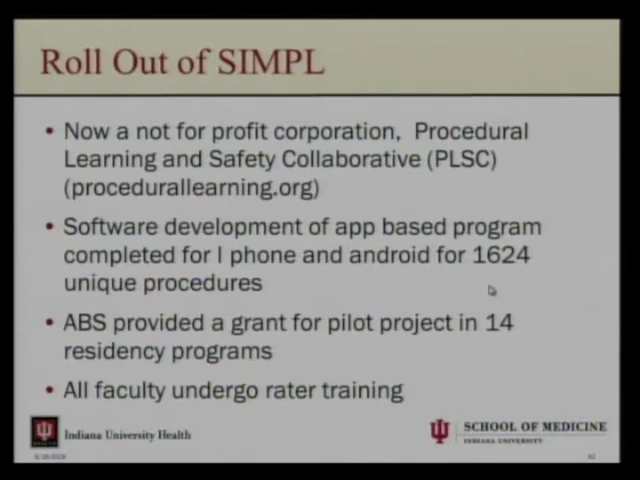 Roll Out of SIMPL
• Now a not for profit corporation, Procedural
Learning and Safety Collaborative (PLSC)
(procedurallearning.org)
• Software development of app based program
completed for I phone and android for 1624
unique procedures
• ABS provided a grant for pilot project in 14
residency programs
• All faculty undergo rater training
Indiana University Health
SCHOOL OF MEDICINE
INDIANA UNIVERSITY